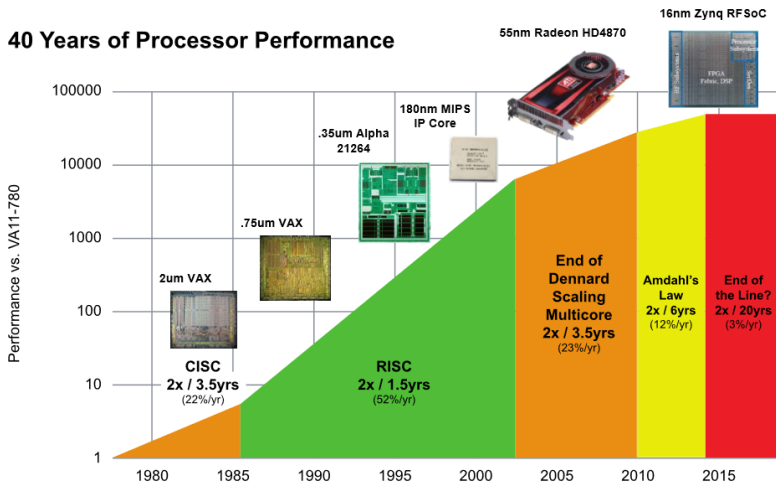 16nm Zynq RFSoC
55nm Radeon HD4870
40 Years of Processor Performance
FPGA
Fabric, DSP
100000
180nm MIPS
IP Core
.35um Alpha
21264
10000
.75um VAX
1000
2um VAX
100
10
1
Performance vs. VA11-780
CISC
2x / 3.5yrs
(22%/yr)
RISC
2x / 1.5yrs
(52%/yr)
End of
Dennard
Scaling
Multicore
2x / 3.5yrs
(23%/yr)
Amdahl's
Law
2x / 6yrs
(12%/yr)
End of
the Line?
2x / 20yrs
(3%/yr)
1980
1985
1990
1995
2000
2005
2010
2015